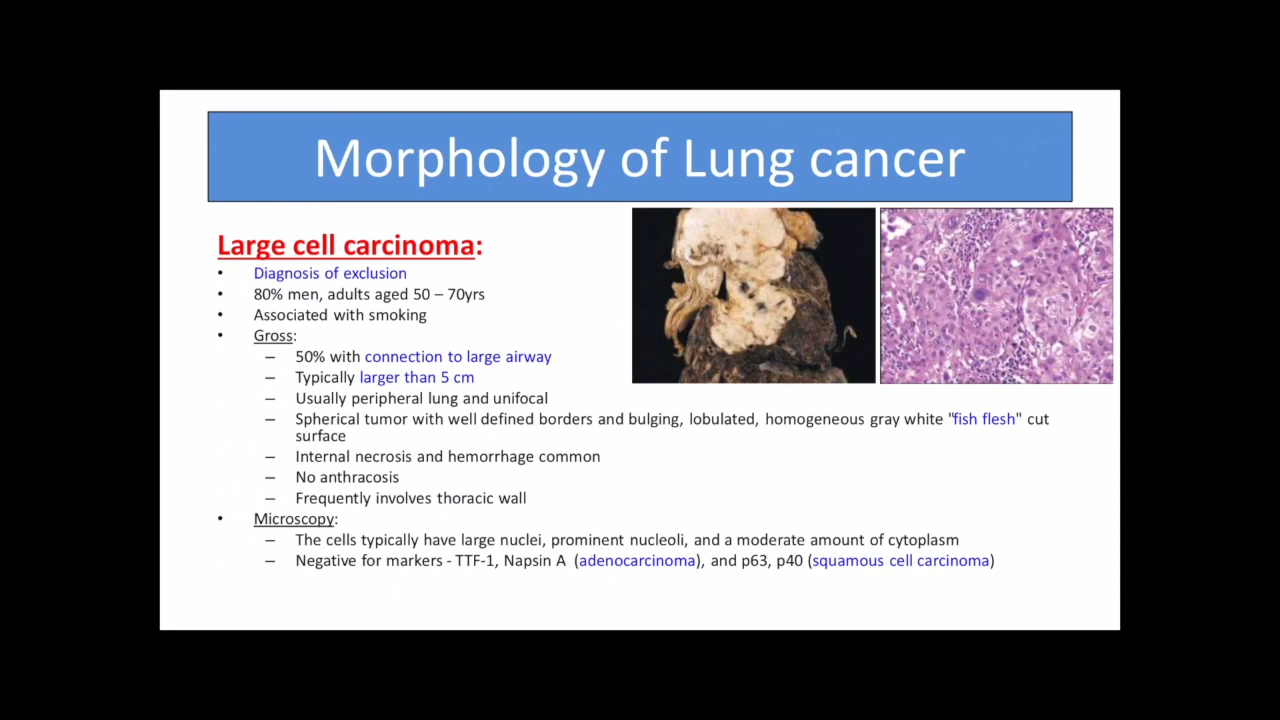 Morphology of Lung cancer
Large cell carcinoma:
• Diagnosis of exclusion
• 80% men, adults aged 50 – 70yrs
• Associated with smoking
• Gross:
– 50% with connection to large airway
– Typically larger than 5 cm
– Usually peripheral lung and unifocal
– Spherical tumor with well defined borders and bulging, lobulated, homogeneous gray white "fish flesh" cut
surface
– Internal necrosis and hemorrhage common
– No anthracosis
– Frequently involves thoracic wall
• Microscopy:
– The cells typically have large nuclei, prominent nucleoli, and a moderate amount of cytoplasm
– Negative for markers - TTF-1, Napsin A (adenocarcinoma), and p63, p40 (squamous cell carcinoma)